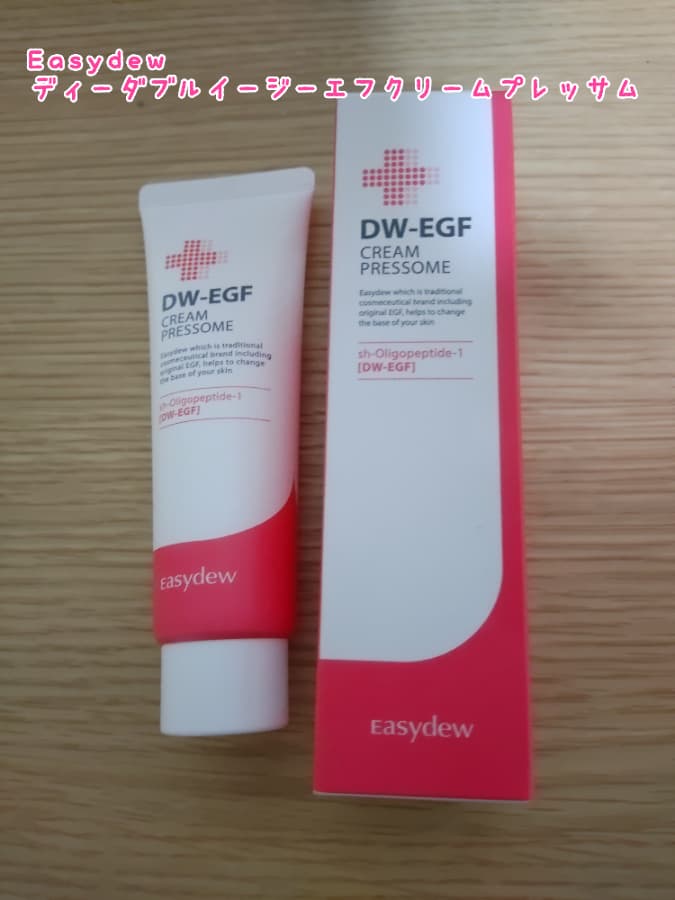 Easydew
ディーダブルイージーエフクリームプレッサム
DW-EGF
CREAM
PRESSOME
Easydew which is traditional
cosmeceutical brand including
original EGF, helps to change
the base of your skin
sh-Oligopeptide-1
[DW-EGF]
Easydew
DW-EGF
CREAM
PRESSOME
Easydew which is traditional
cosmeceutical brand including
original EGF, helps to change
the base of your skin
sh-Oligopeptide-1
[DW-EGF]
Easydew